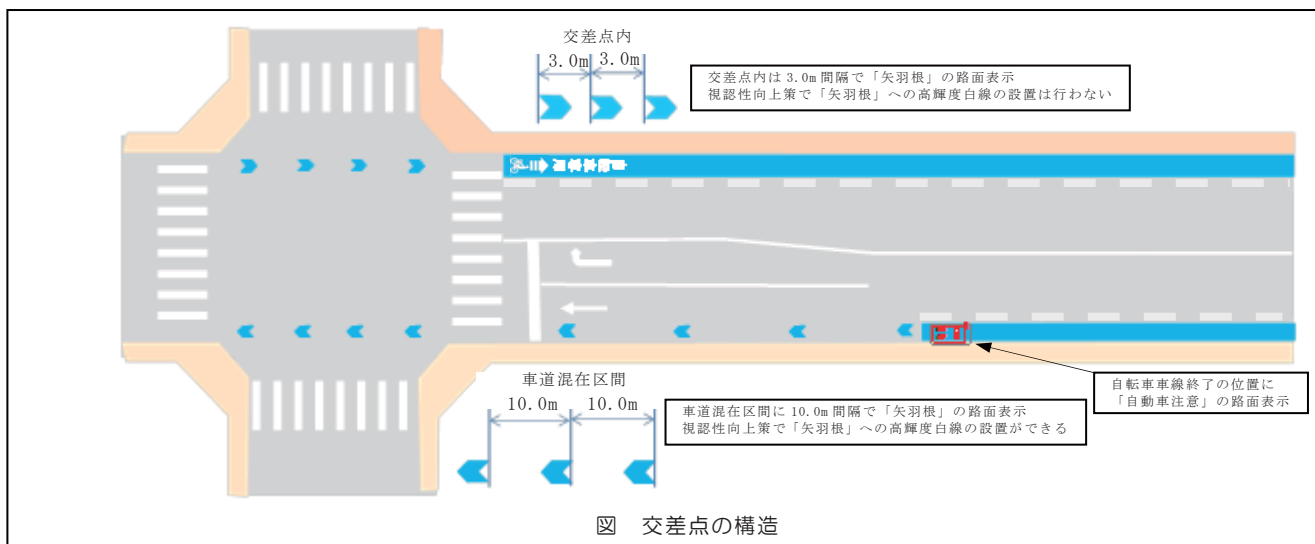 交差点内
3.0m 3.0m
交差点内は3.0m間隔で「矢羽根」の路面表示
視認性向上策で「矢羽根」への高輝度白線の設置は行わない
自転車専用
自転車車線終了の位置に
「自動車注意」の路面表示
車道混在区間
10.0m 10.0m
車道混在区間に10.0m間隔で「矢羽根」の路面表示
視認性向上策で「矢羽根」への高輝度白線の設置ができる
図 交差点の構造